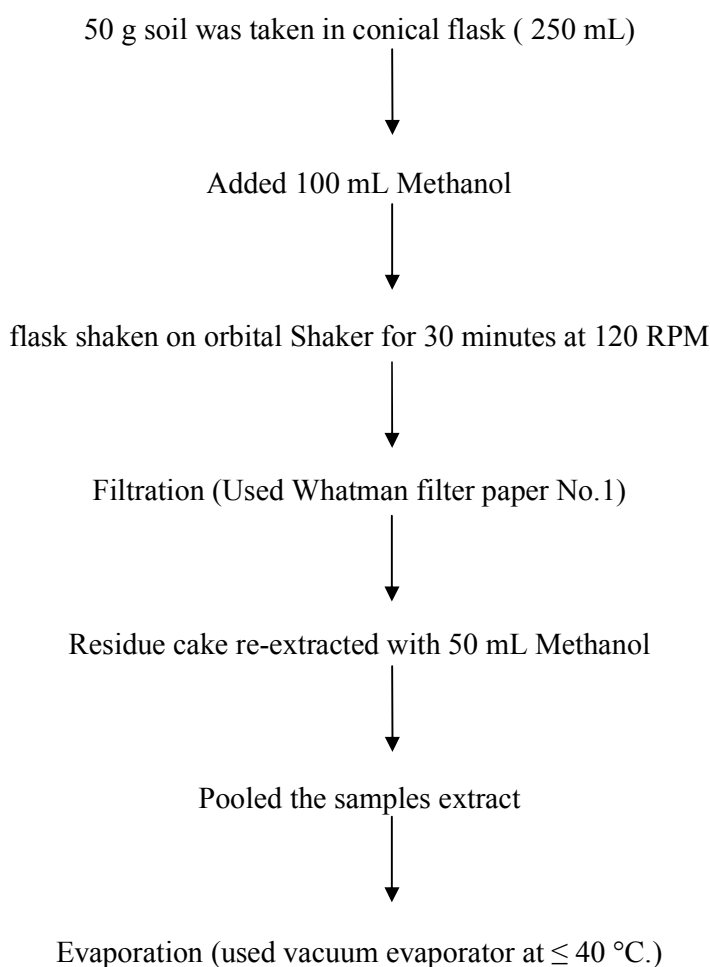 50 g soil was taken in conical flask ( 250 mL)
Added 100 mL Methanol
flask shaken on orbital Shaker for 30 minutes at 120 RPM
Filtration (Used Whatman filter paper No.1)
Residue cake re-extracted with 50 mL Methanol
Pooled the samples extract
Evaporation (used vacuum evaporator at ≤ 40 °C.)